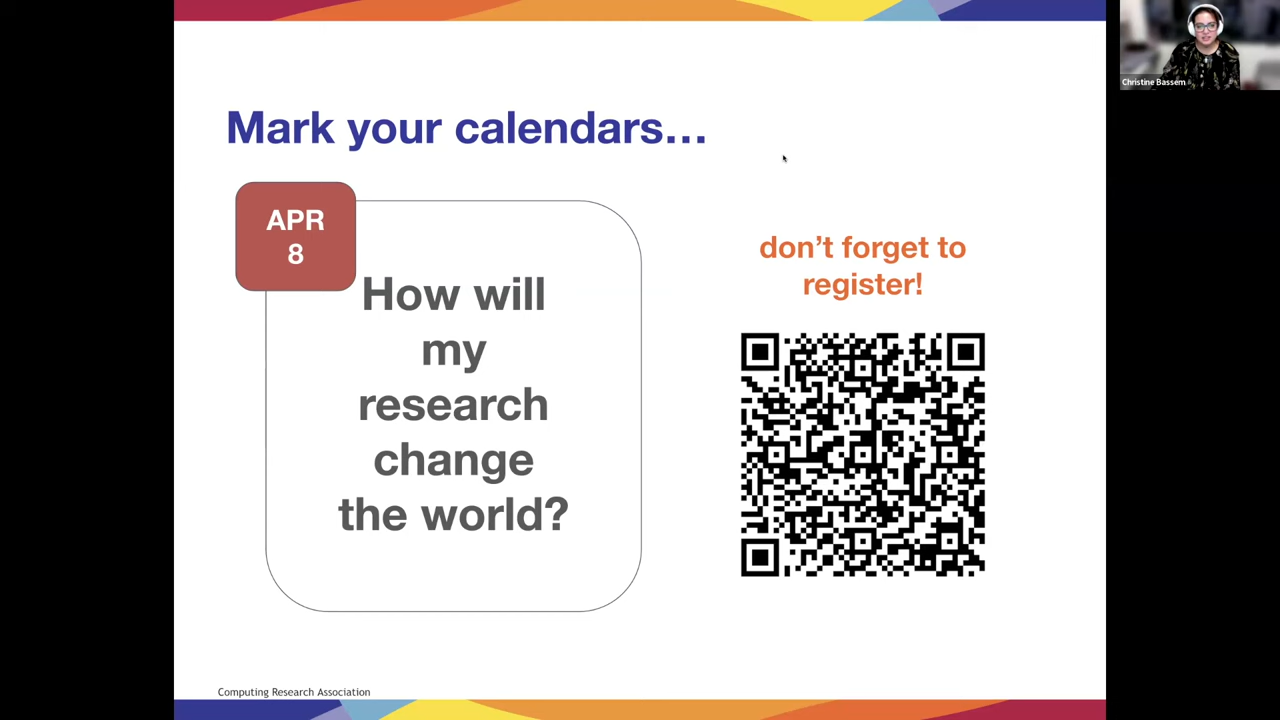 Mark your calendars...
APR
8
How will
my
research
change
the world?
don't forget to
register!
Computing Research Association
Christine Bassem